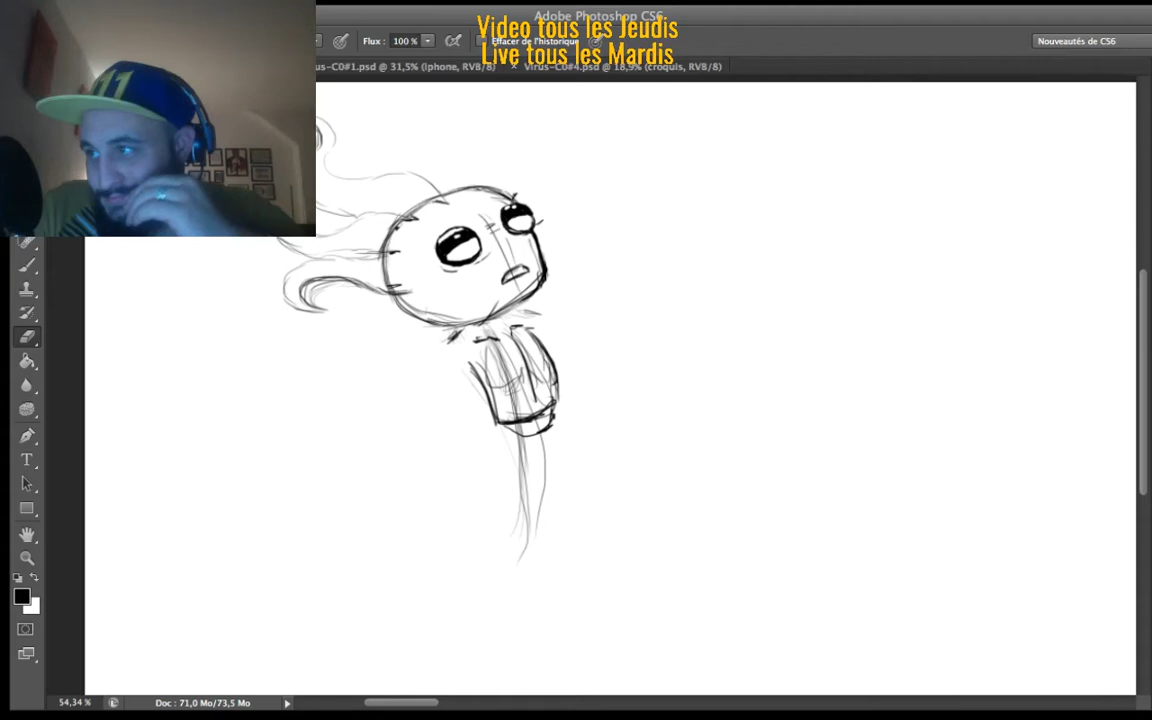 Adobe Photoshop CS6
Video tous les Jeudis
Live tous les Mardis
Flux : 100 %
Effacer de l'historique
Nouveautés de CS6
us-C0#1.psd @ 31,5% (iphone, RVB/8)
× Virus-C0#4.psd @ 18,9% (croquis, RVB/8)
11
T
54,34 %
Doc : 71,0 Mo/73,5 Mo